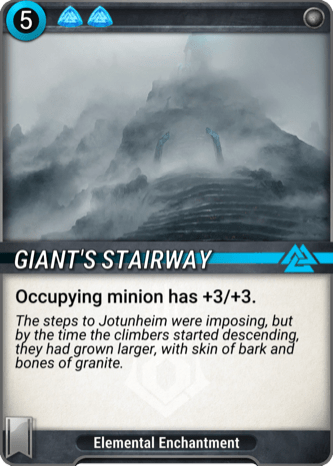 5
GIANT'S STAIRWAY
Occupying minion has +3/+3.
The steps to Jotunheim were imposing, but
by the time the climbers started descending,
they had grown larger, with skin of bark and
bones of granite.
Elemental Enchantment